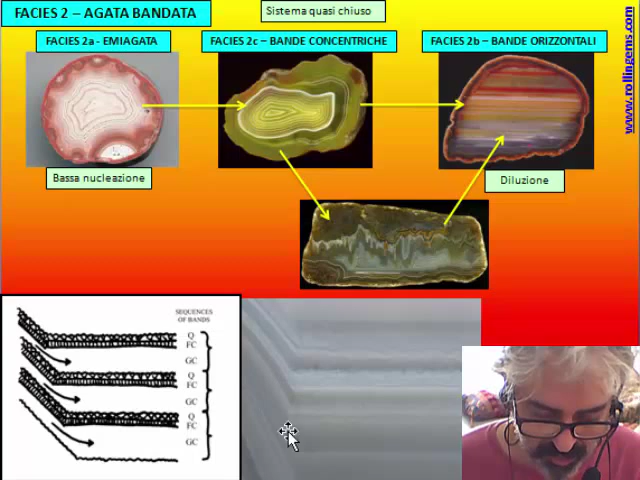 FACIES 2 – AGATA BANDATA
Sistema quasi chiuso
www.rollingems.com
FACIES 2a - EMIAGATA
FACIES 2c – BANDE CONCENTRICHE
FACIES 2b – BANDE ORIZZONTALI
Bassa nucleazione
Diluzione
SEQUENCES
OF BANDS
Q
FC
GC
Q
FC
GC
Q
FC
GC